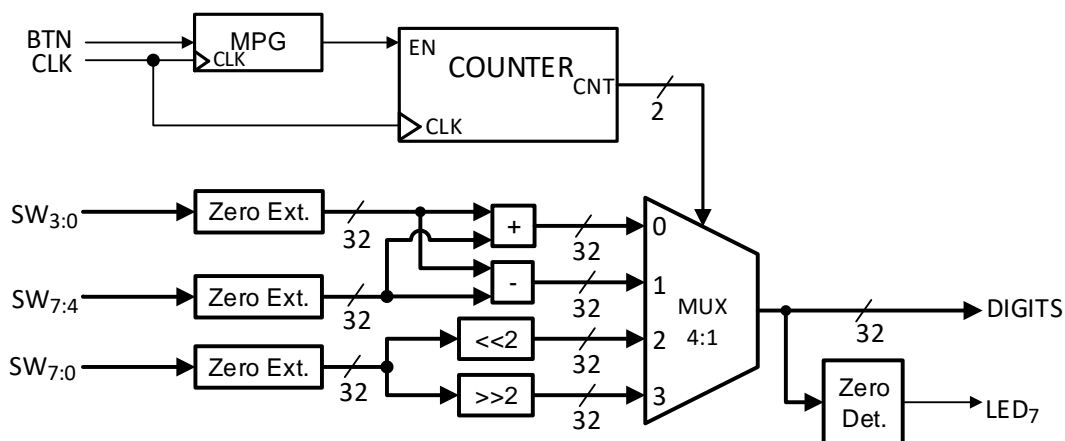 BTN
CLK
MPG
CLK
EN
COUNTER
CNT
CLK
2
SW3:0
Zero Ext.
32
+
32
0
SW7:4
Zero Ext.
32
-
32
1
MUX
4:1
SW7:0
Zero Ext.
32
<<2
32
2
>>2
32
3
32
DIGITS
Zero
Det.
LED7